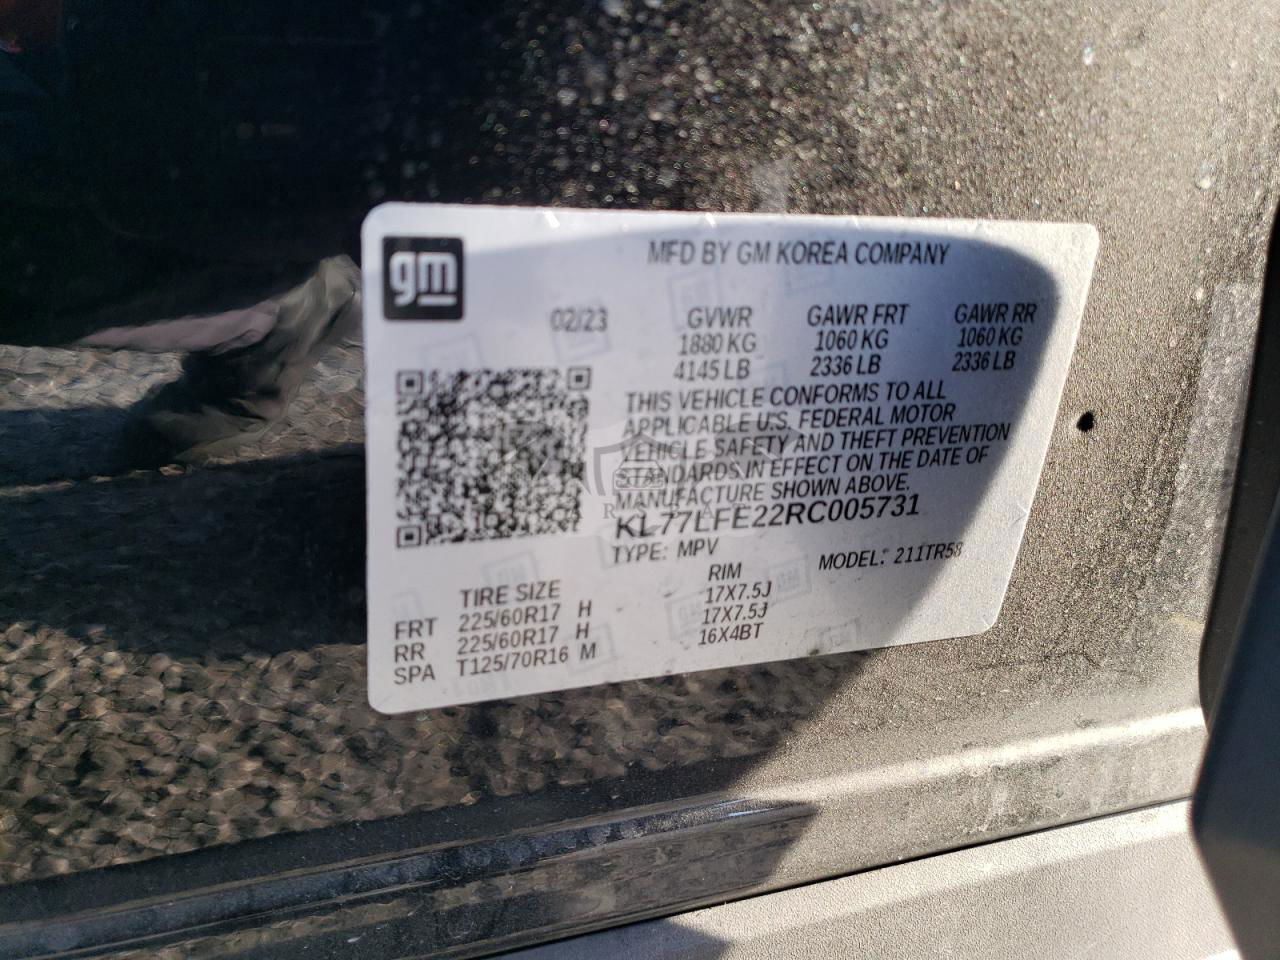 gm
MFD BY GM KOREA COMPANY
02/23 GVWR GAWR FRT GAWR RR
1880 KG 1060 KG 1060 KG
4145 LB 2336 LB 2336 LB
THIS VEHICLE CONFORMS TO ALL
APPLICABLE U.S. FEDERAL MOTOR
VEHICLE SAFETY AND THEFT PREVENTION
STANDARDS IN EFFECT ON THE DATE OF
MANUFACTURE SHOWN ABOVE.
KL77LFE22RC005731
TYPE: MPV MODEL: 211TR58
TIRE SIZE RIM
FRT 225/60R17 H 17X7.5J
RR 225/60R17 H 17X7.5J
SPA T125/70R16 M 16X4BT